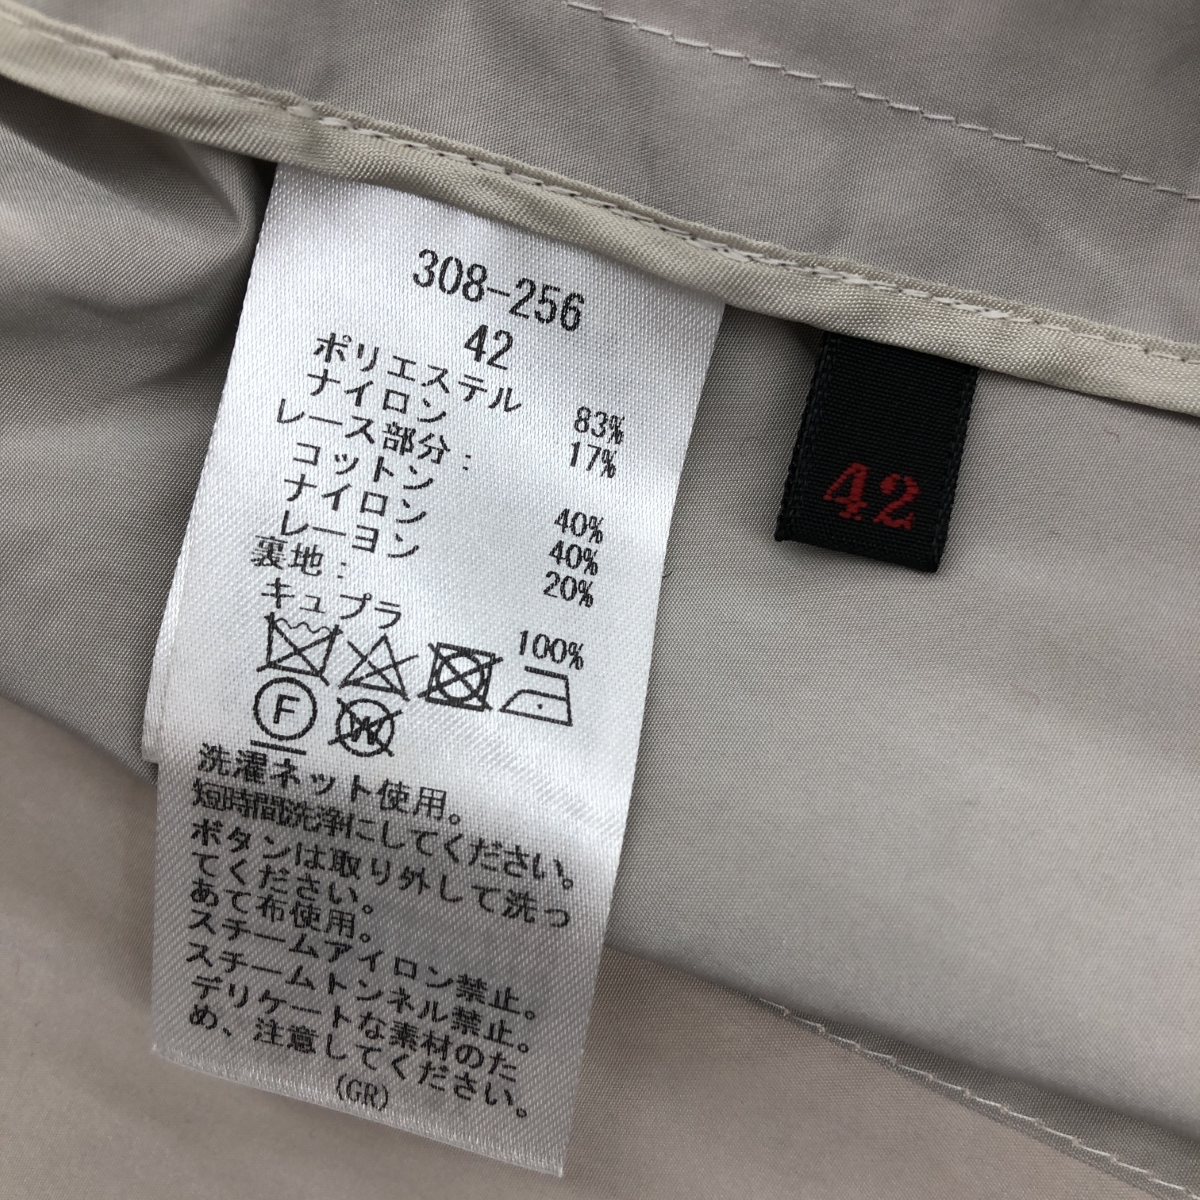 308-256
42
ポリエステル 83%
ナイロン 17%
レース部分:
コットン 40%
ナイロン 40%
レーヨン 20%
裏地:
キュプラ 100%
F
W
洗濯ネット使用。
短時間洗浄にしてください。
ボタンは取り外して洗っ
てください。
あて布使用。
スチームアイロン禁止。
スチームトンネル禁止。
デリケートな素材のた
め、注意してください。
(GR)
42